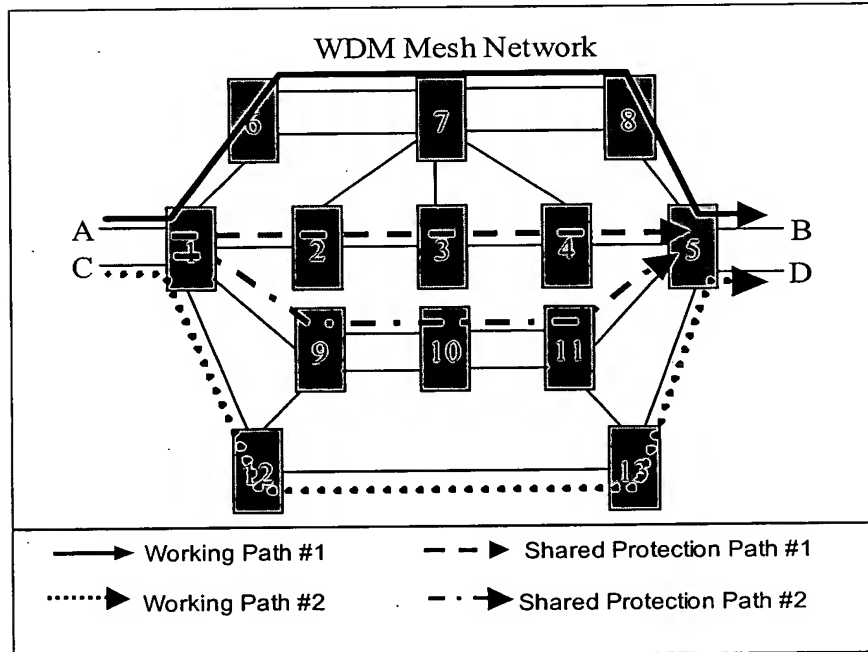 WDM Mesh Network
6 7 8
A 1 2 3 4 5 B
C D
9 10 11
12 13
Working Path #1 Shared Protection Path #1
Working Path #2 Shared Protection Path #2